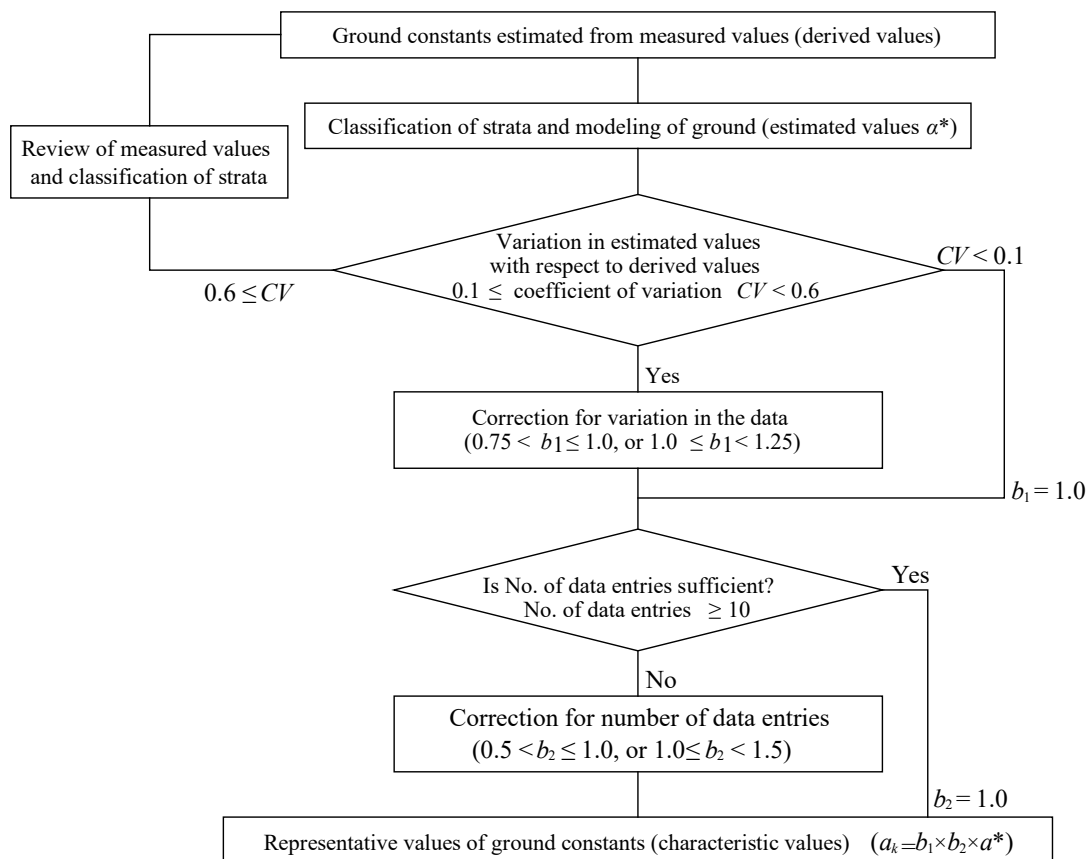 Ground constants estimated from measured values (derived values)
Classification of strata and modeling of ground (estimated values α*)
Review of measured values
and classification of strata
Variation in estimated values
with respect to derived values
0.1 ≤ coefficient of variation CV < 0.6
CV < 0.1
0.6 ≤ CV
Yes
Correction for variation in the data
(0.75 < b1 ≤ 1.0, or 1.0 ≤ b1 < 1.25)
b₁ = 1.0
Is No. of data entries sufficient?
No. of data entries ≥ 10
Yes
No
Correction for number of data entries
(0.5 < b₂ ≤ 1.0, or 1.0 ≤ b₂ < 1.5)
b₂ = 1.0
Representative values of ground constants (characteristic values) (aₖ=b₁×b₂×a*)